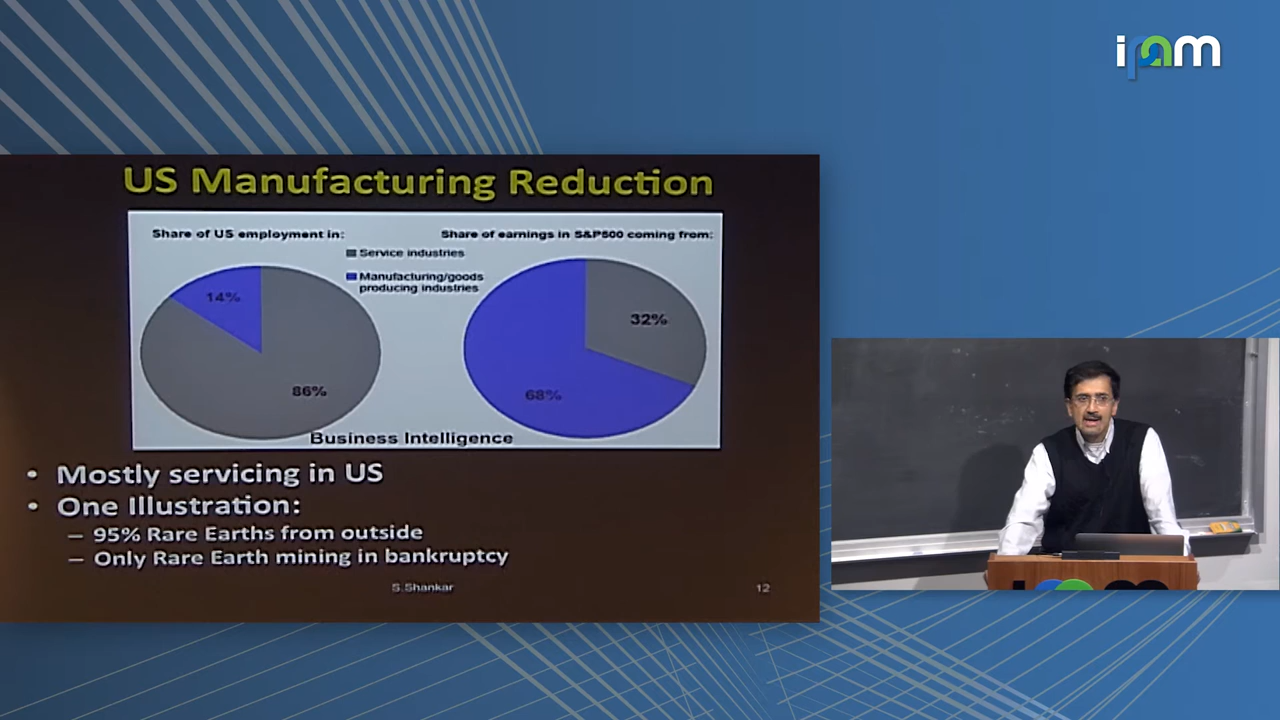 ipam
US Manufacturing Reduction
Share of US employment in:
Share of earnings in S&P500 coming from:
Service industries
Manufacturing/goods
producing industries
14%
86%
32%
68%
Business Intelligence
• Mostly servicing in US
• One Illustration:
– 95% Rare Earths from outside
– Only Rare Earth mining in bankruptcy
S.Shankar
12